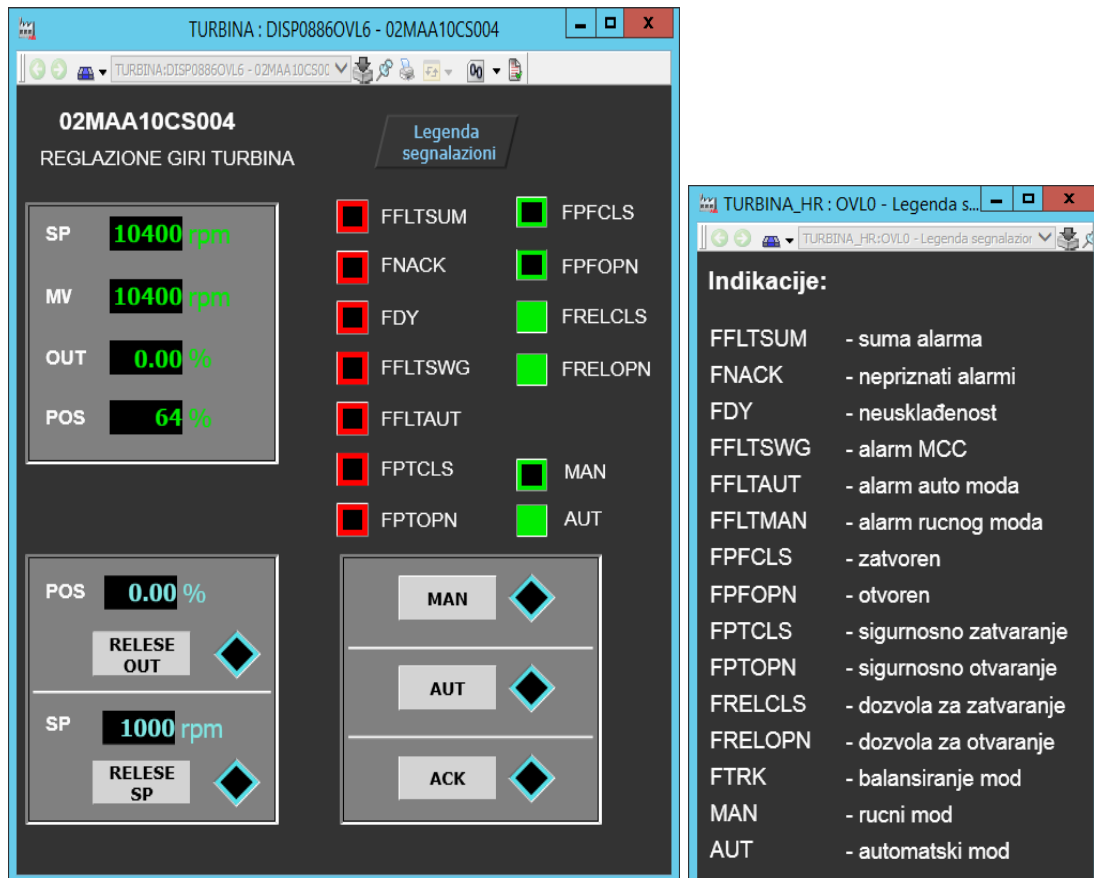 TURBINA : DISP0886OVL6 - 02MAA10CS004
TURBINA:DISP0886OVL6 - 02MAA10CS00
02MAA10CS004
REGLAZIONE GIRI TURBINA
Legenda
segnalazioni
SP 10400 rpm
MV 10400 rpm
OUT 0.00 %
POS 64 %
FFLTSUM
FNACK
FDY
FFLTSWG
FFLTAUT
FPTCLS
FPTOPN
FPFCLS
FPFOPN
FRELCLS
FRELOPN
MAN
AUT
POS 0.00 %
RELESE
OUT
SP 1000 rpm
RELESE
SP
MAN
AUT
ACK
TURBINA_HR : OVL0 - Legenda s...
TURBINA_HR:OVL0 - Legenda segnalazior
Indikacije:
FFLTSUM - suma alarma
FNACK - nepriznati alarmi
FDY - neusklađenost
FFLTSWG - alarm MCC
FFLTAUT - alarm auto moda
FFLTMAN - alarm rucnog moda
FPFCLS - zatvoren
FPFOPN - otvoren
FPTCLS - sigurnosno zatvaranje
FPTOPN - sigurnosno otvaranje
FRELCLS - dozvola za zatvaranje
FRELOPN - dozvola za otvaranje
FTRK - balansiranje mod
MAN - rucni mod
AUT - automatski mod